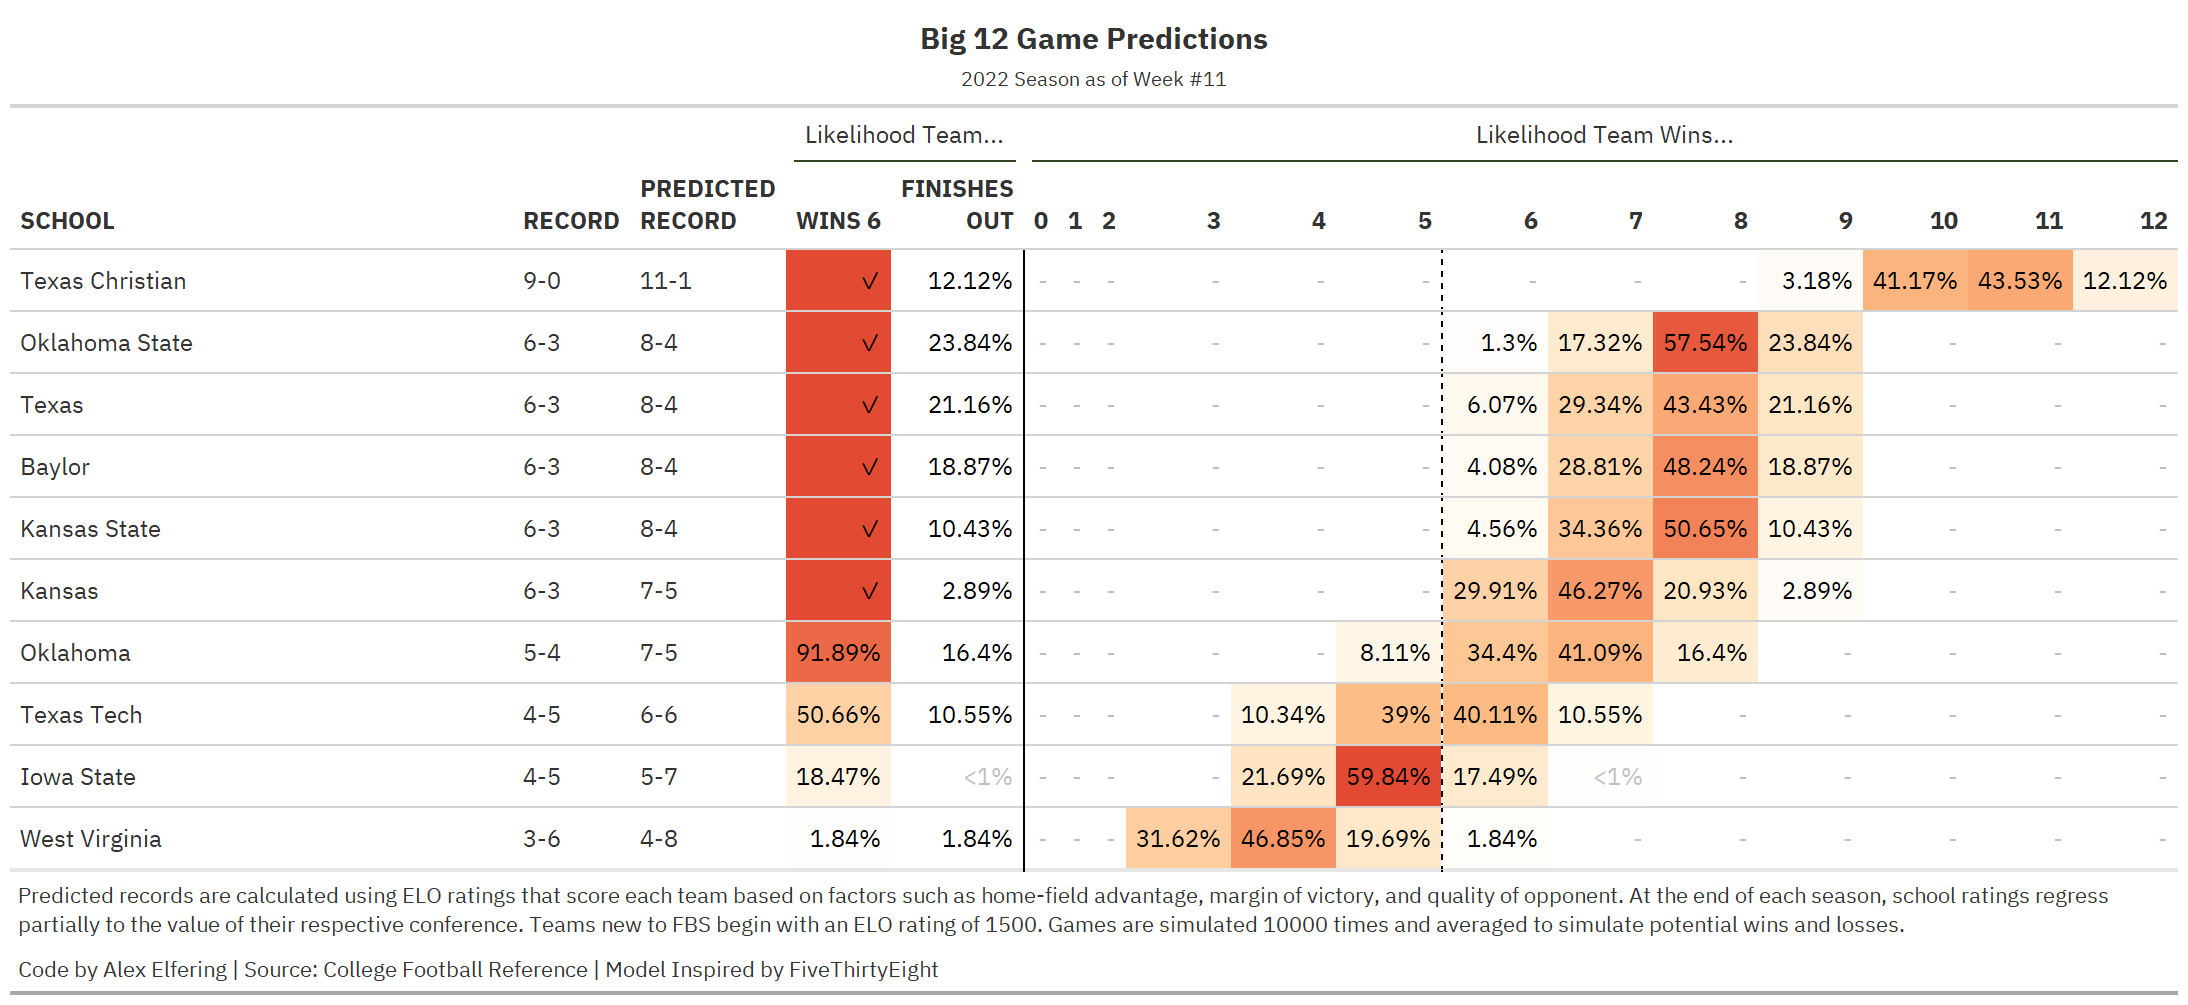 Big 12 Game Predictions
2022 Season as of Week #11
Likelihood Team... Likelihood Team Wins...
SCHOOL RECORD PREDICTED RECORD WINS 6 FINISHES OUT 0 1 2 3 4 5 6 7 8 9 10 11 12
Texas Christian 9-0 11-1 ✓ 12.12% - - - - - - - - - 3.18% 41.17% 43.53% 12.12%
Oklahoma State 6-3 8-4 ✓ 23.84% - - - - - - 1.3% 17.32% 57.54% 23.84% - - -
Texas 6-3 8-4 ✓ 21.16% - - - - - - 6.07% 29.34% 43.43% 21.16% - - -
Baylor 6-3 8-4 ✓ 18.87% - - - - - - 4.08% 28.81% 48.24% 18.87% - - -
Kansas State 6-3 8-4 ✓ 10.43% - - - - - - 4.56% 34.36% 50.65% 10.43% - - -
Kansas 6-3 7-5 ✓ 2.89% - - - - - - 29.91% 46.27% 20.93% 2.89% - - -
Oklahoma 5-4 7-5 91.89% 16.4% - - - - - 8.11% 34.4% 41.09% 16.4% - - - -
Texas Tech 4-5 6-6 50.66% 10.55% - - - - 10.34% 39% 40.11% 10.55% - - - - -
Iowa State 4-5 5-7 18.47% <1% - - - - 21.69% 59.84% 17.49% <1% - - - - -
West Virginia 3-6 4-8 1.84% 1.84% - - - 31.62% 46.85% 19.69% 1.84% - - - - - -
Predicted records are calculated using ELO ratings that score each team based on factors such as home-field advantage, margin of victory, and quality of opponent. At the end of each season, school ratings regress
partially to the value of their respective conference. Teams new to FBS begin with an ELO rating of 1500. Games are simulated 10000 times and averaged to simulate potential wins and losses.
Code by Alex Elfering | Source: College Football Reference | Model Inspired by FiveThirtyEight